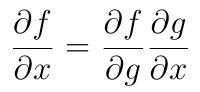 ∂f/∂x = ∂f/∂g ∂g/∂x